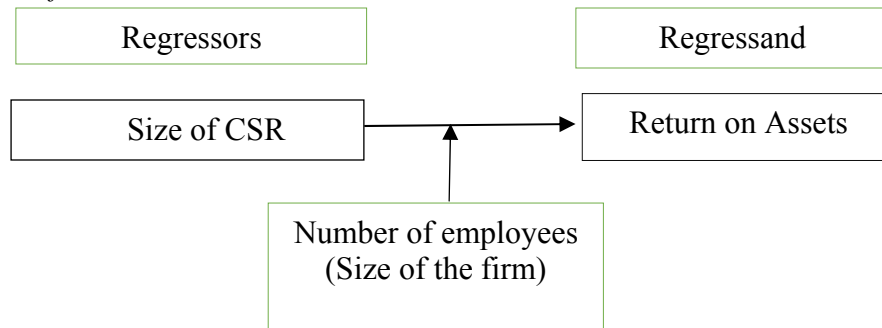 Regressors
Regressand
Size of CSR
Return on Assets
Number of employees
(Size of the firm)